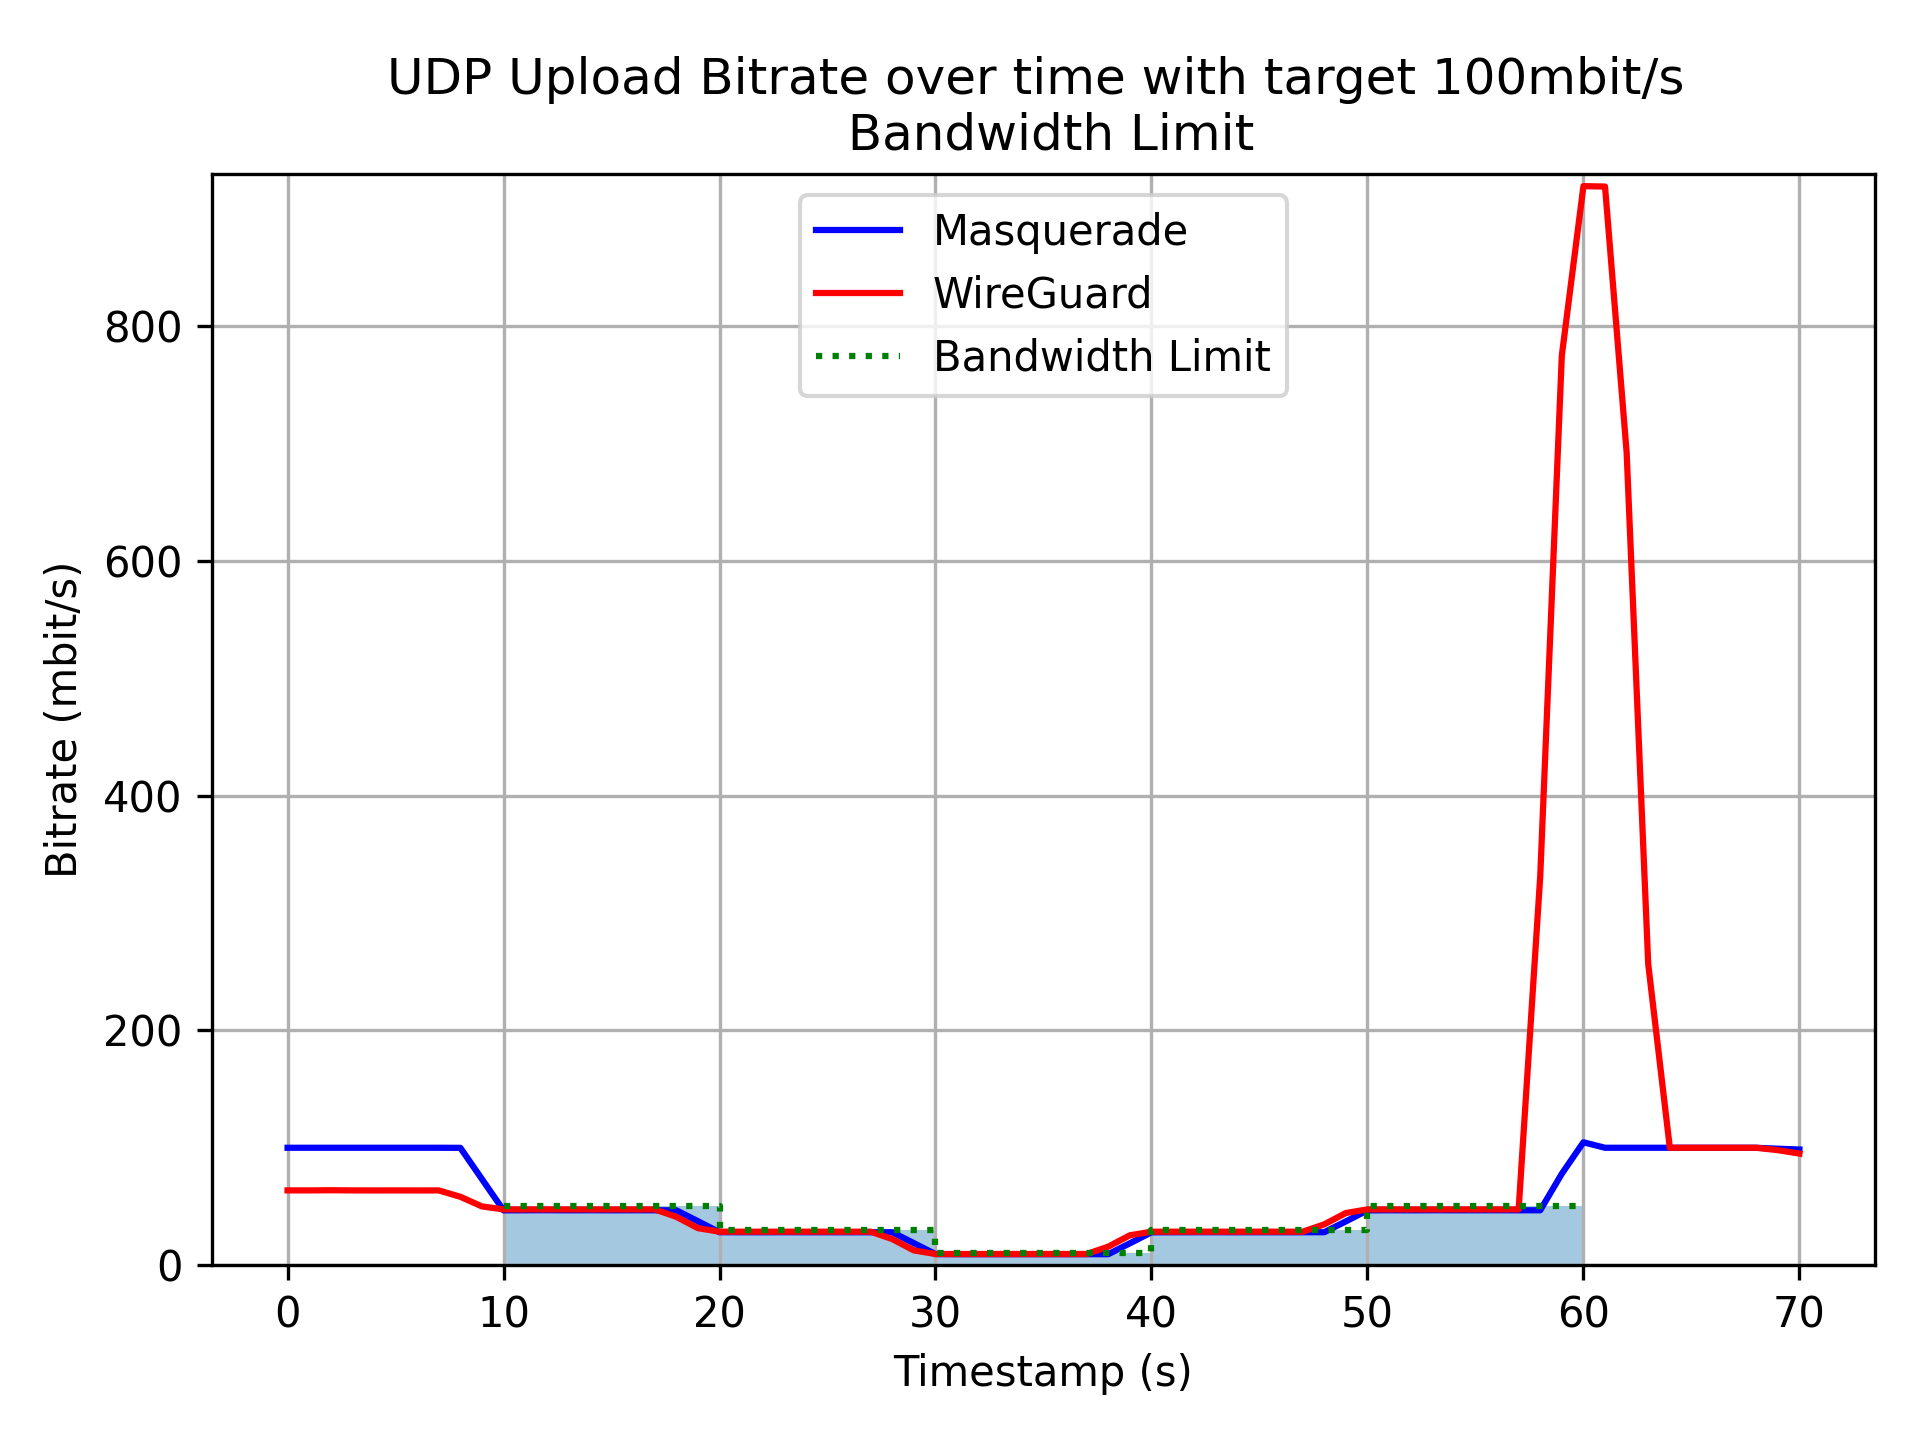 UDP Upload Bitrate over time with target 100mbit/s
Bandwidth Limit
Masquerade
WireGuard
Bandwidth Limit
Bitrate (mbit/s)
800
600
400
200
0
0 10 20 30 40 50 60 70
Timestamp (s)